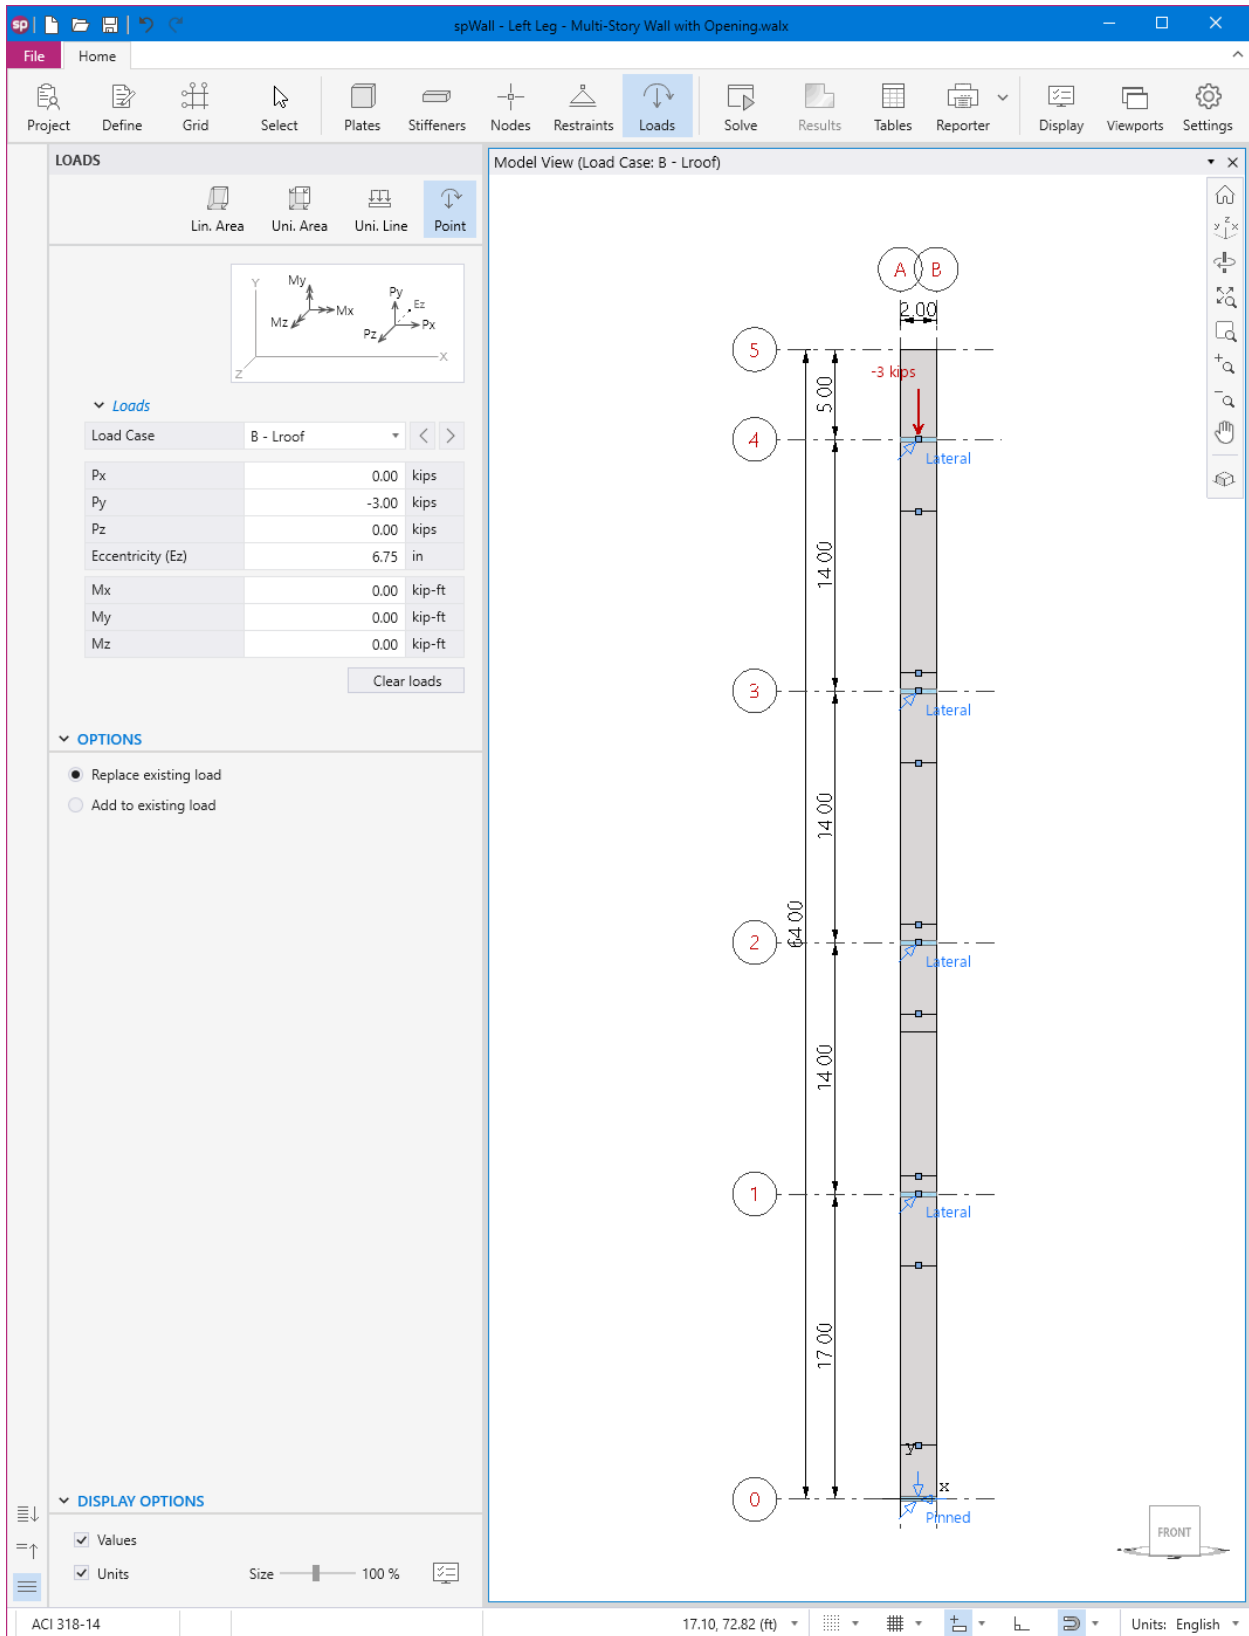 sp
spWall - Left Leg - Multi-Story Wall with Opening.walx
File Home
Project Define Grid Select Plates Stiffeners Nodes Restraints Loads Solve Results Tables Reporter Display Viewports Settings
LOADS
Lin. Area Uni. Area Uni. Line Point
Y My Mx Mz Py Ez Px Pz X Z
Loads
Load Case B - Lroof
Px 0.00 kips
Py -3.00 kips
Pz 0.00 kips
Eccentricity (Ez) 6.75 in
Mx 0.00 kip-ft
My 0.00 kip-ft
Mz 0.00 kip-ft
Clear loads
OPTIONS
Replace existing load
Add to existing load
DISPLAY OPTIONS
Values
Units Size 100 %
Model View (Load Case: B - Lroof)
z
y x
A B
2.00
5
5.00
-3 kips
4
Lateral
14.00
3
Lateral
14.00
64.00
2
Lateral
14.00
1
Lateral
17.00
y
x
0
Pinned
FRONT
ACI 318-14
17.10, 72.82 (ft)
Units: English